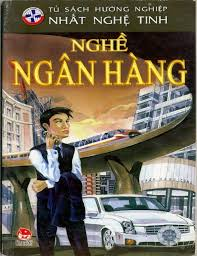 TỦ SÁCH HƯỚNG NGHIỆP
NHẤT NGHỆ TINH
NGHỀ
NGÂN HÀNG